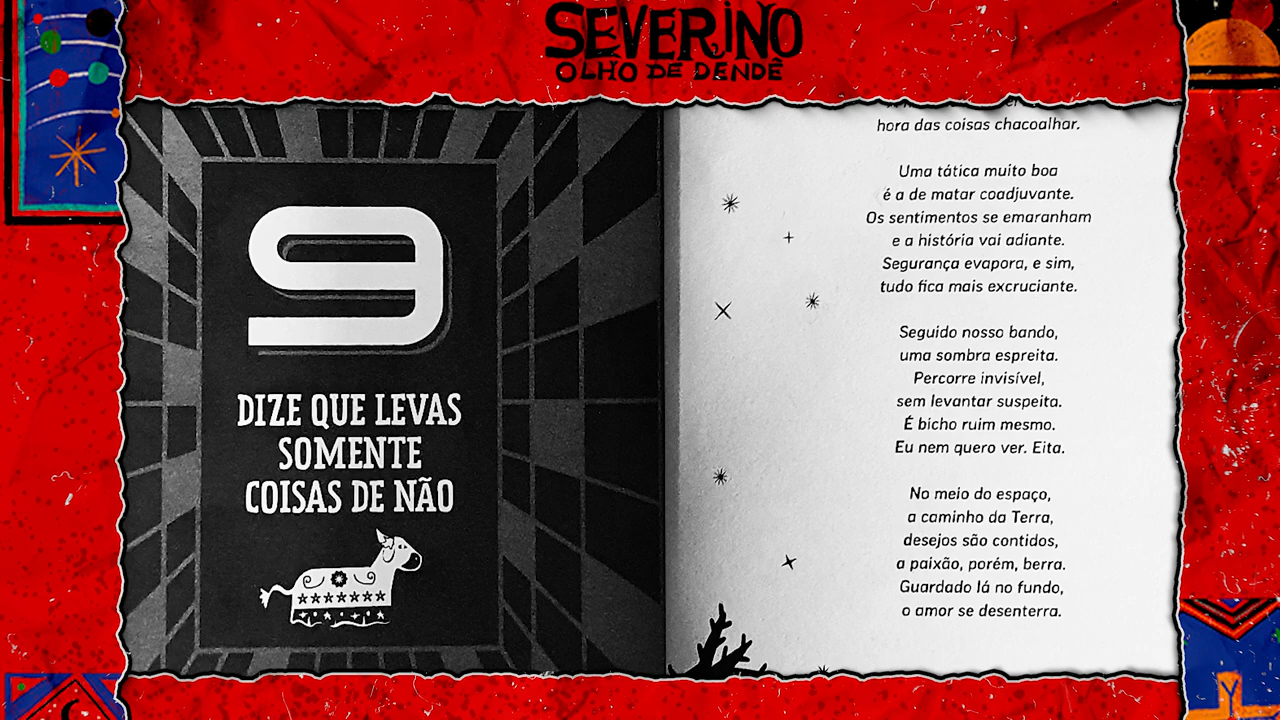 SEVERINO
OLHO DE DENDÊ
9
DIZE QUE LEVAS
SOMENTE
COISAS DE NÃO
hora das coisas chacoalhar.
Uma tática muito boa
é a de matar coadjuvante.
Os sentimentos se emaranham
e a história vai adiante.
Segurança evapora, e sim,
tudo fica mais excruciante.
Seguido nosso bando,
uma sombra espreita.
Percorre invisível,
sem levantar suspeita.
É bicho ruim mesmo.
Eu nem quero ver. Eita.
No meio do espaço,
a caminho da Terra,
desejos são contidos,
a paixão, porém, berra.
Guardado lá no fundo,
o amor se desenterra.